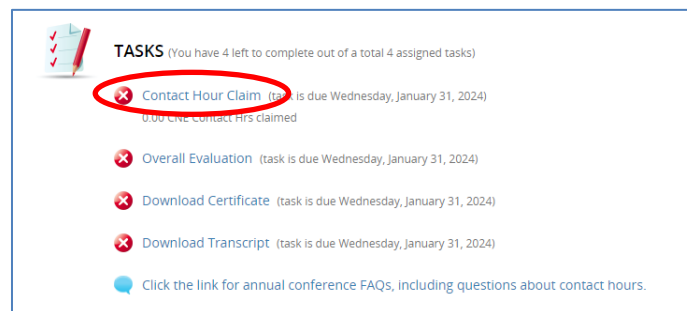 TASKS (You have 4 left to complete out of a total 4 assigned tasks)
Contact Hour Claim (task is due Wednesday, January 31, 2024)
0.00 CNE Contact Hrs claimed
Overall Evaluation (task is due Wednesday, January 31, 2024)
Download Certificate (task is due Wednesday, January 31, 2024)
Download Transcript (task is due Wednesday, January 31, 2024)
Click the link for annual conference FAQs, including questions about contact hours.